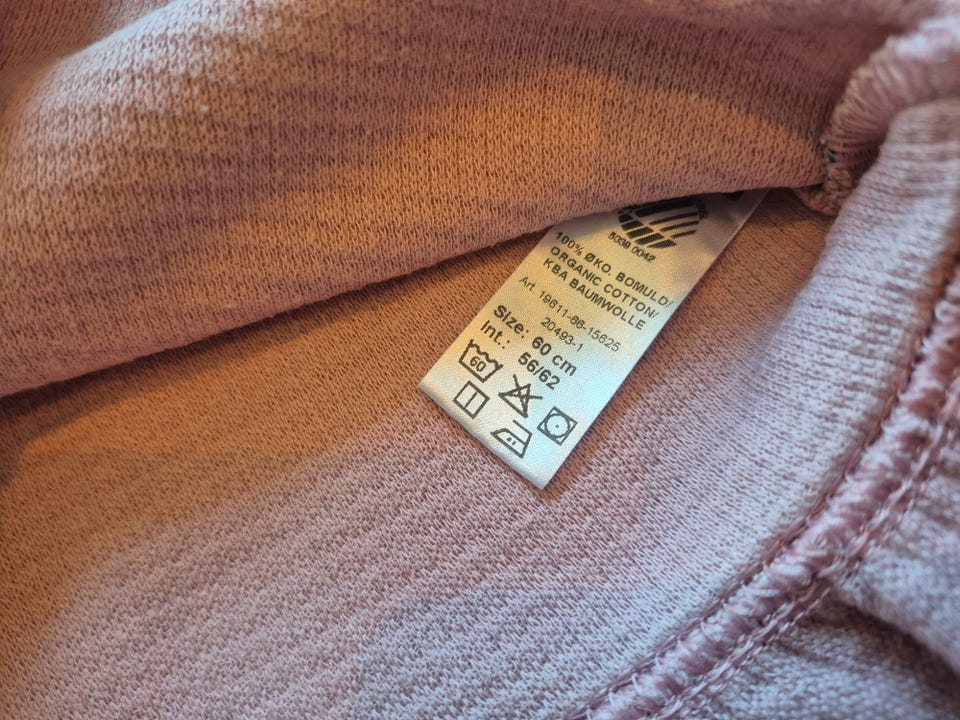 5039 0042
100% ØKO. BOMULD/
ORGANIC COTTON/
KBA BAUMWOLLE
Art. 19611-86-15625
20493-1
Size: 60 cm
Int.: 56/62
60